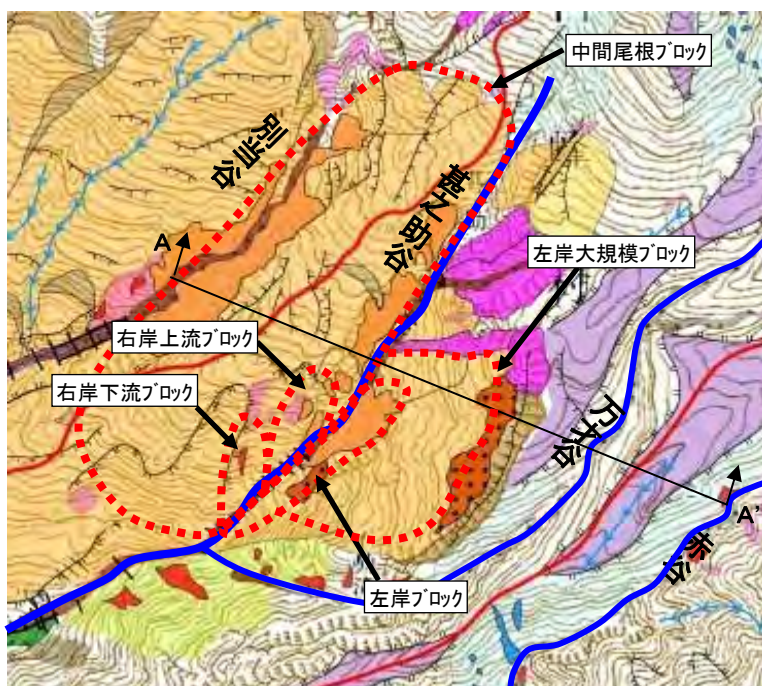 中間尾根ブロック
別当谷
甚之助谷
A
左岸大規模ブロック
右岸上流ブロック
右岸下流ブロック
万才谷
A'
赤谷
左岸ブロック